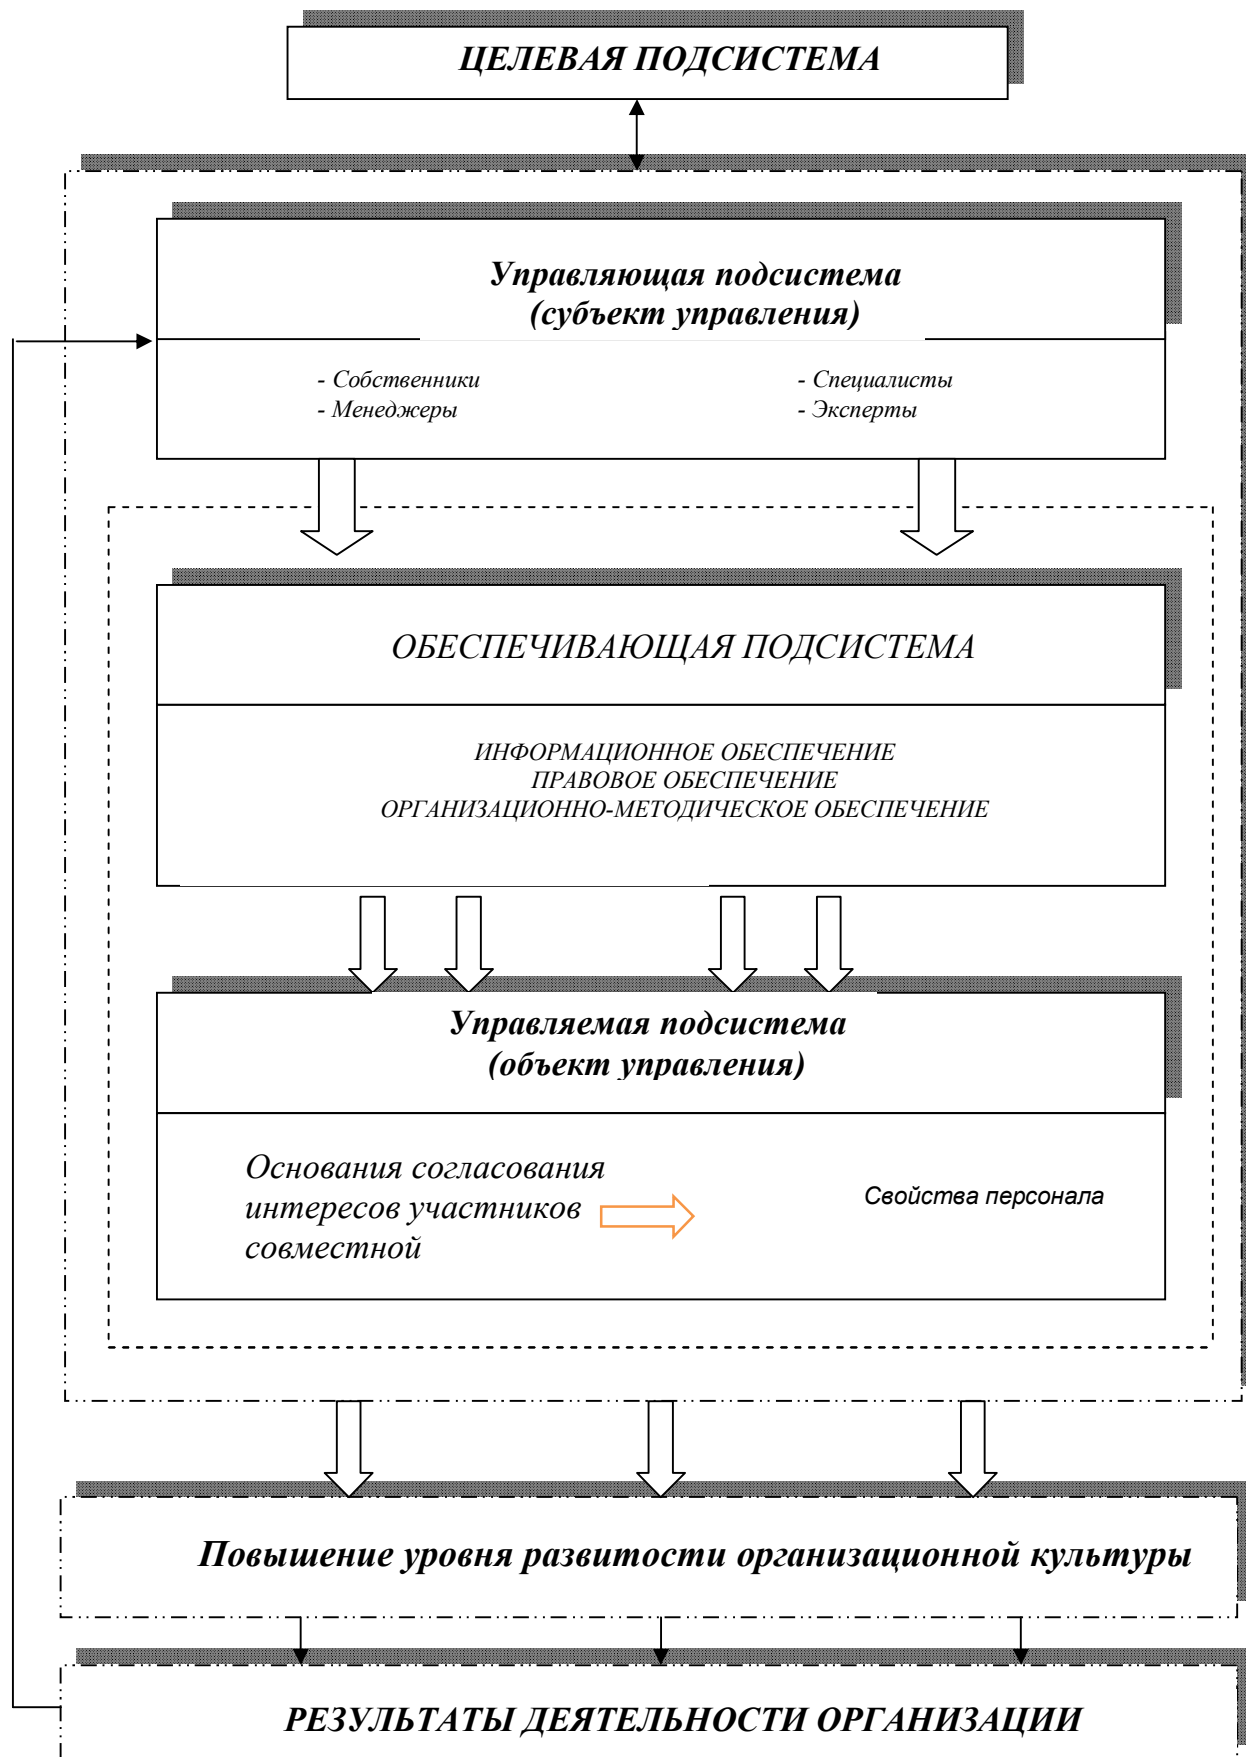 ЦЕЛЕВАЯ ПОДСИСТЕМА
Управляющая подсистема
(субъект управления)
- Собственники
- Менеджеры
- Специалисты
- Эксперты
ОБЕСПЕЧИВАЮЩАЯ ПОДСИСТЕМА
ИНФОРМАЦИОННОЕ ОБЕСПЕЧЕНИЕ
ПРАВОВОЕ ОБЕСПЕЧЕНИЕ
ОРГАНИЗАЦИОННО-МЕТОДИЧЕСКОЕ ОБЕСПЕЧЕНИЕ
Управляемая подсистема
(объект управления)
Основания согласования
интересов участников
совместной
Свойства персонала
Повышение уровня развитости организационной культуры
РЕЗУЛЬТАТЫ ДЕЯТЕЛЬНОСТИ ОРГАНИЗАЦИИ